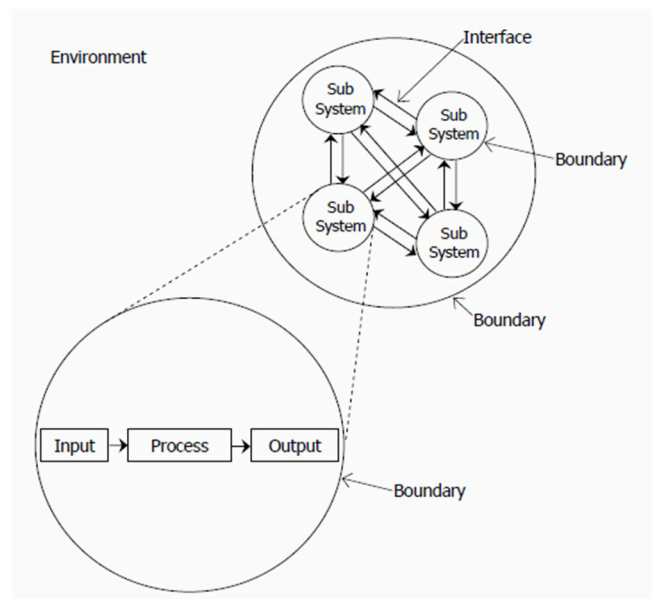 Environment
Interface
Sub
System
Sub
System
Boundary
Sub
System
Sub
System
Boundary
Input
Process
Output
Boundary